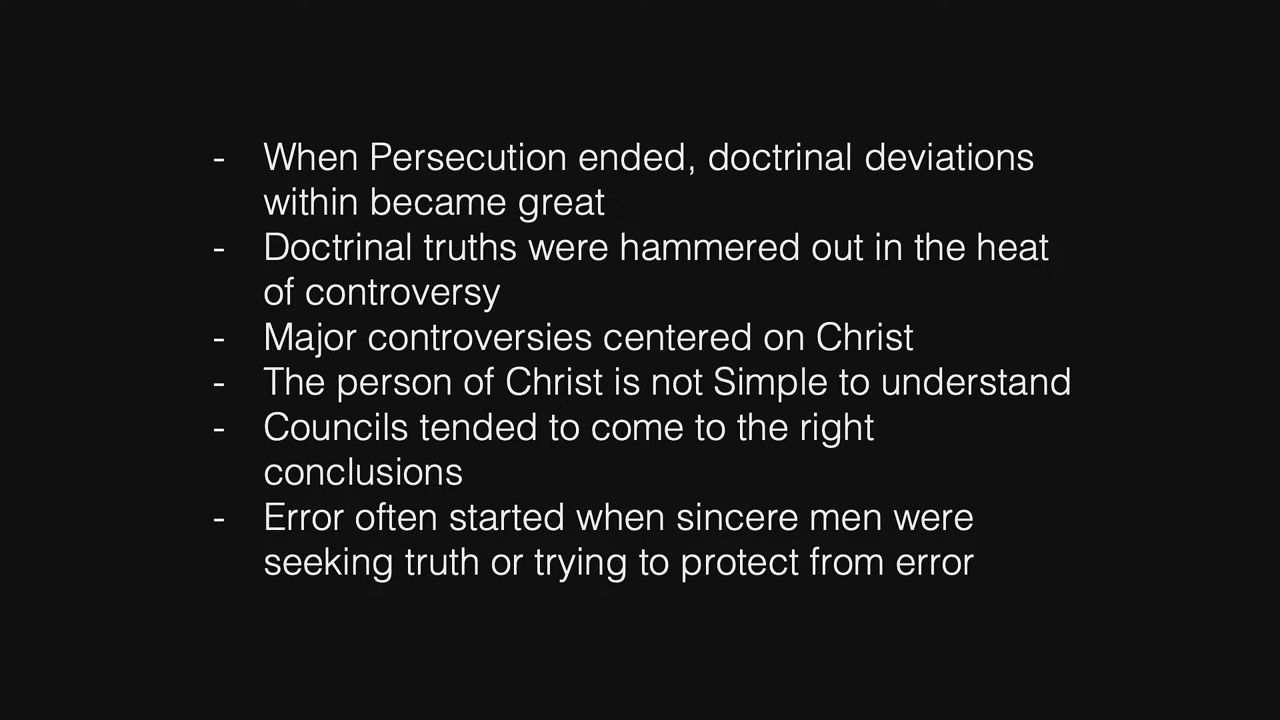 - When Persecution ended, doctrinal deviations
within became great
- Doctrinal truths were hammered out in the heat
of controversy
- Major controversies centered on Christ
- The person of Christ is not Simple to understand
- Councils tended to come to the right
conclusions
- Error often started when sincere men were
seeking truth or trying to protect from error